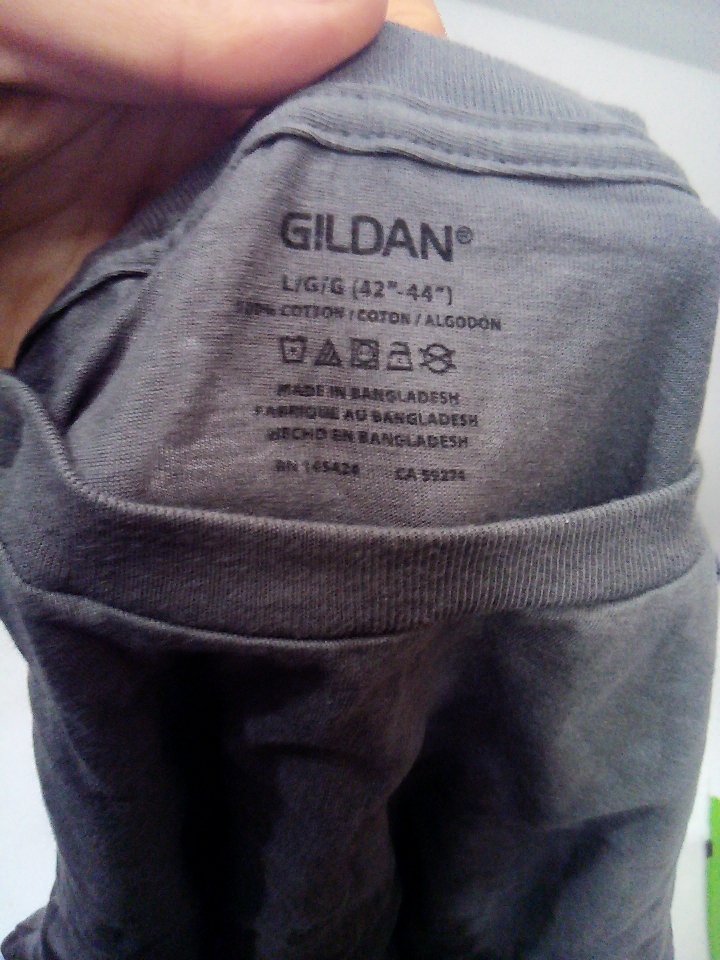 GILDAN®
L/G/G (42"-44")
100% COTTON / COTON / ALGODÓN
MADE IN BANGLADESH
FABRIQUÉ AU BANGLADESH
HECHO EN BANGLADESH
RN 145426 CA 59274